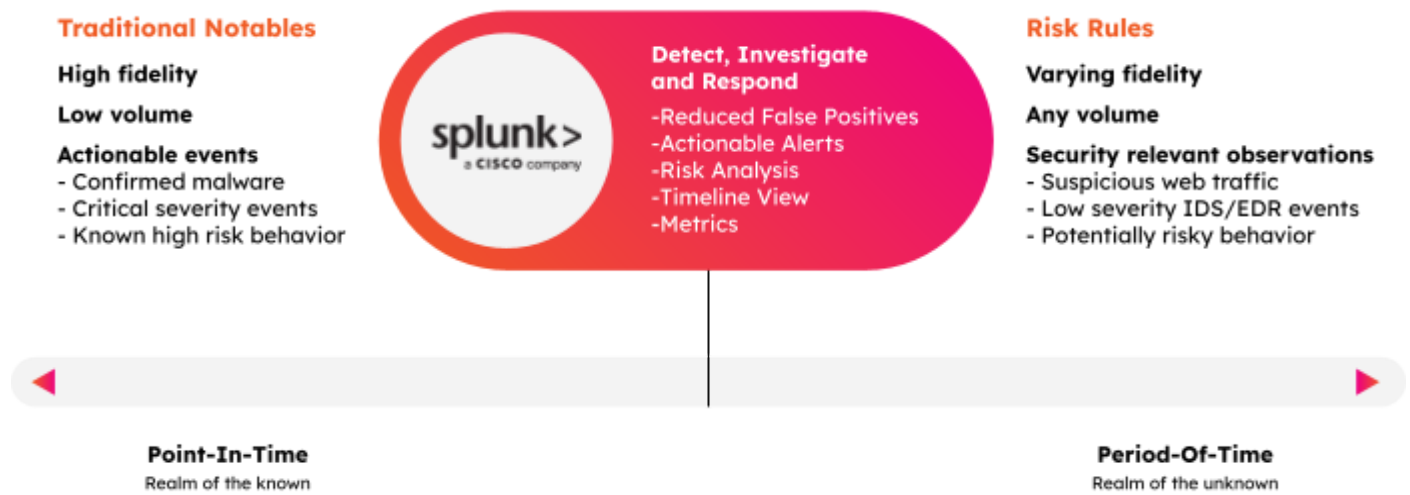 Traditional Notables
High fidelity
Low volume
Actionable events
- Confirmed malware
- Critical severity events
- Known high risk behavior
splunk>
a CISCO company
Detect, Investigate
and Respond
-Reduced False Positives
-Actionable Alerts
-Risk Analysis
-Timeline View
-Metrics
Risk Rules
Varying fidelity
Any volume
Security relevant observations
- Suspicious web traffic
- Low severity IDS/EDR events
- Potentially risky behavior
Point-In-Time
Realm of the known
Period-Of-Time
Realm of the unknown